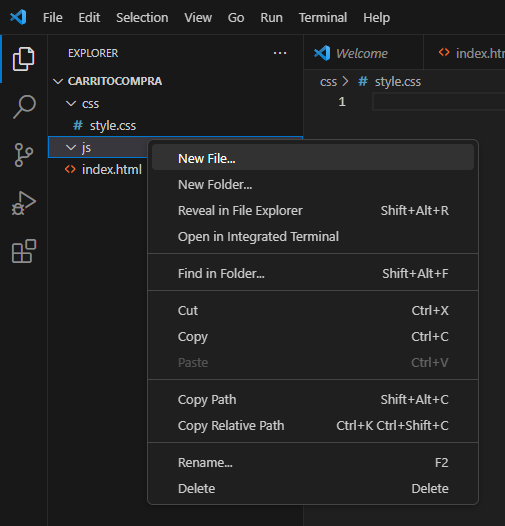 File Edit Selection View Go Run Terminal Help
EXPLORER ···
Welcome
index.htm
CARRITOCOMPRA
css
style.css
js
index.html
css > # style.css
1
New File...
New Folder...
Reveal in File Explorer Shift+Alt+R
Open in Integrated Terminal
Find in Folder... Shift+Alt+F
Cut Ctrl+X
Copy Ctrl+C
Paste Ctrl+V
Copy Path Shift+Alt+C
Copy Relative Path Ctrl+K Ctrl+Shift+C
Rename... F2
Delete Delete